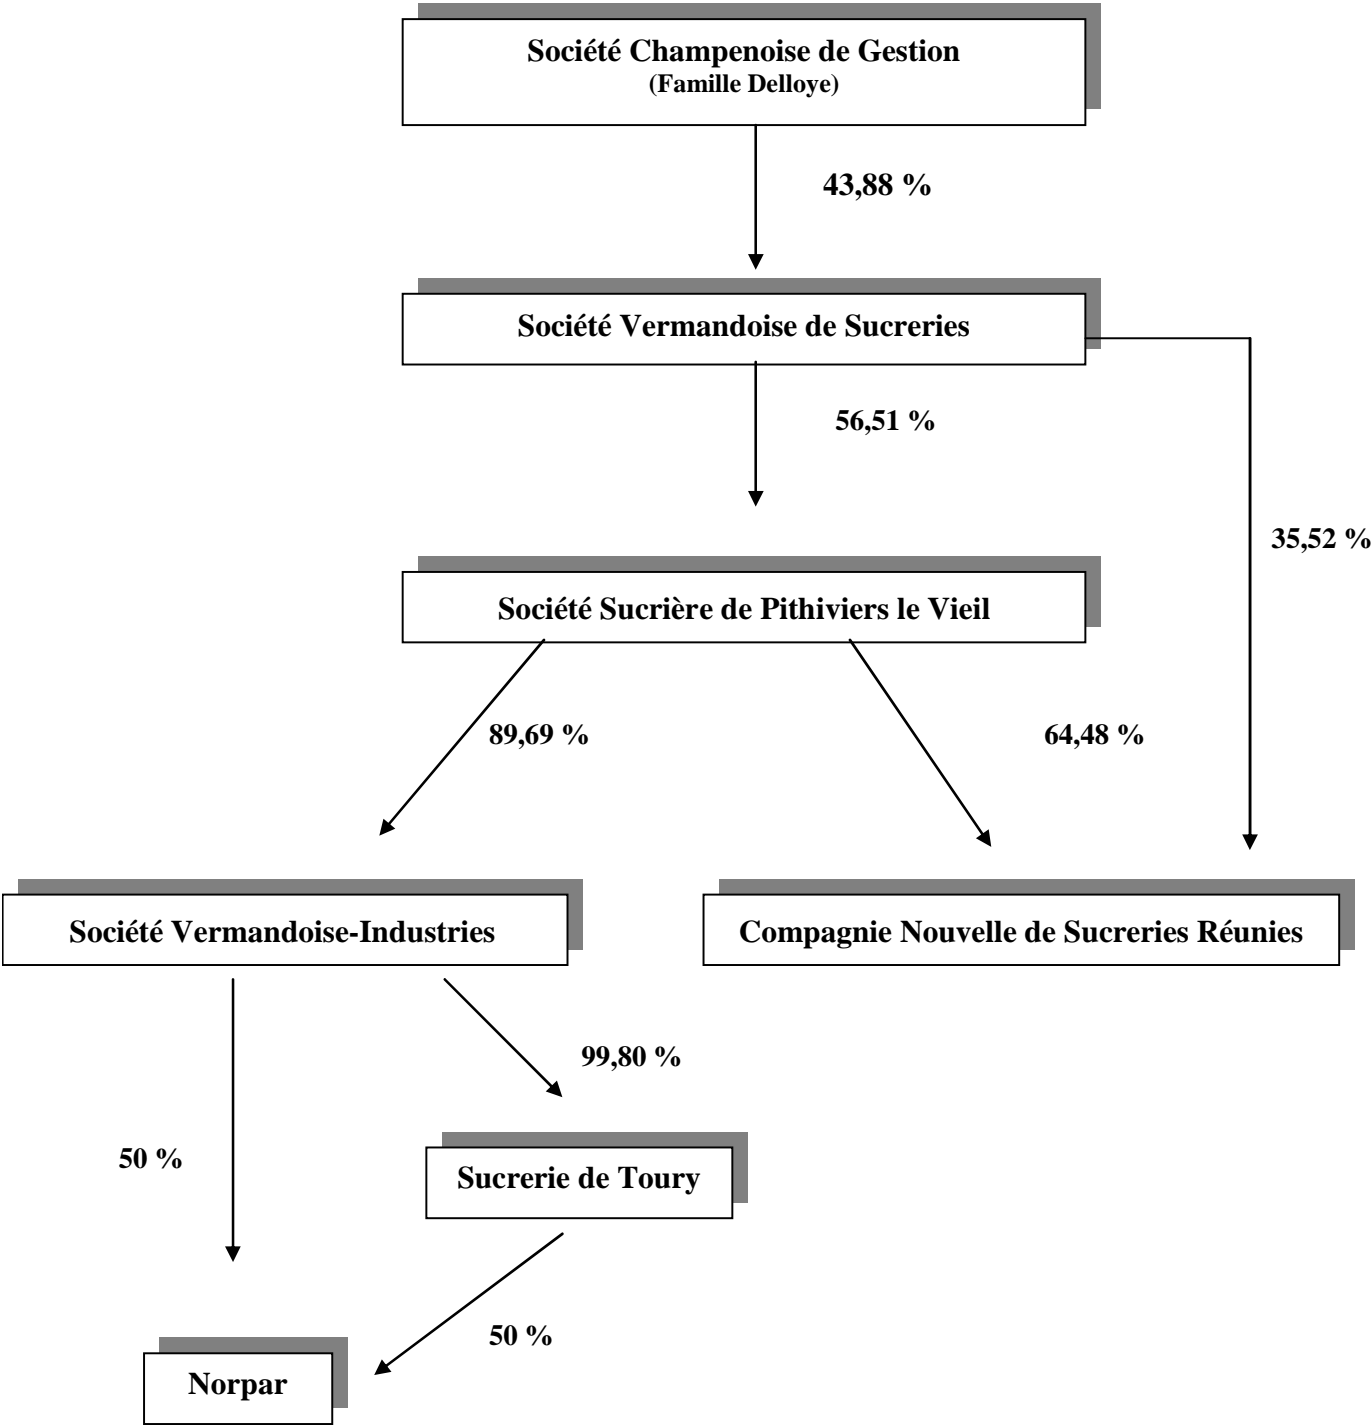 Société Champenoise de Gestion
(Famille Delloye)
43,88 %
Société Vermandoise de Sucreries
56,51 %
35,52 %
Société Sucrière de Pithiviers le Vieil
89,69 %
64,48 %
Société Vermandoise-Industries
Compagnie Nouvelle de Sucreries Réunies
99,80 %
50 %
Sucrerie de Toury
50 %
Norpar